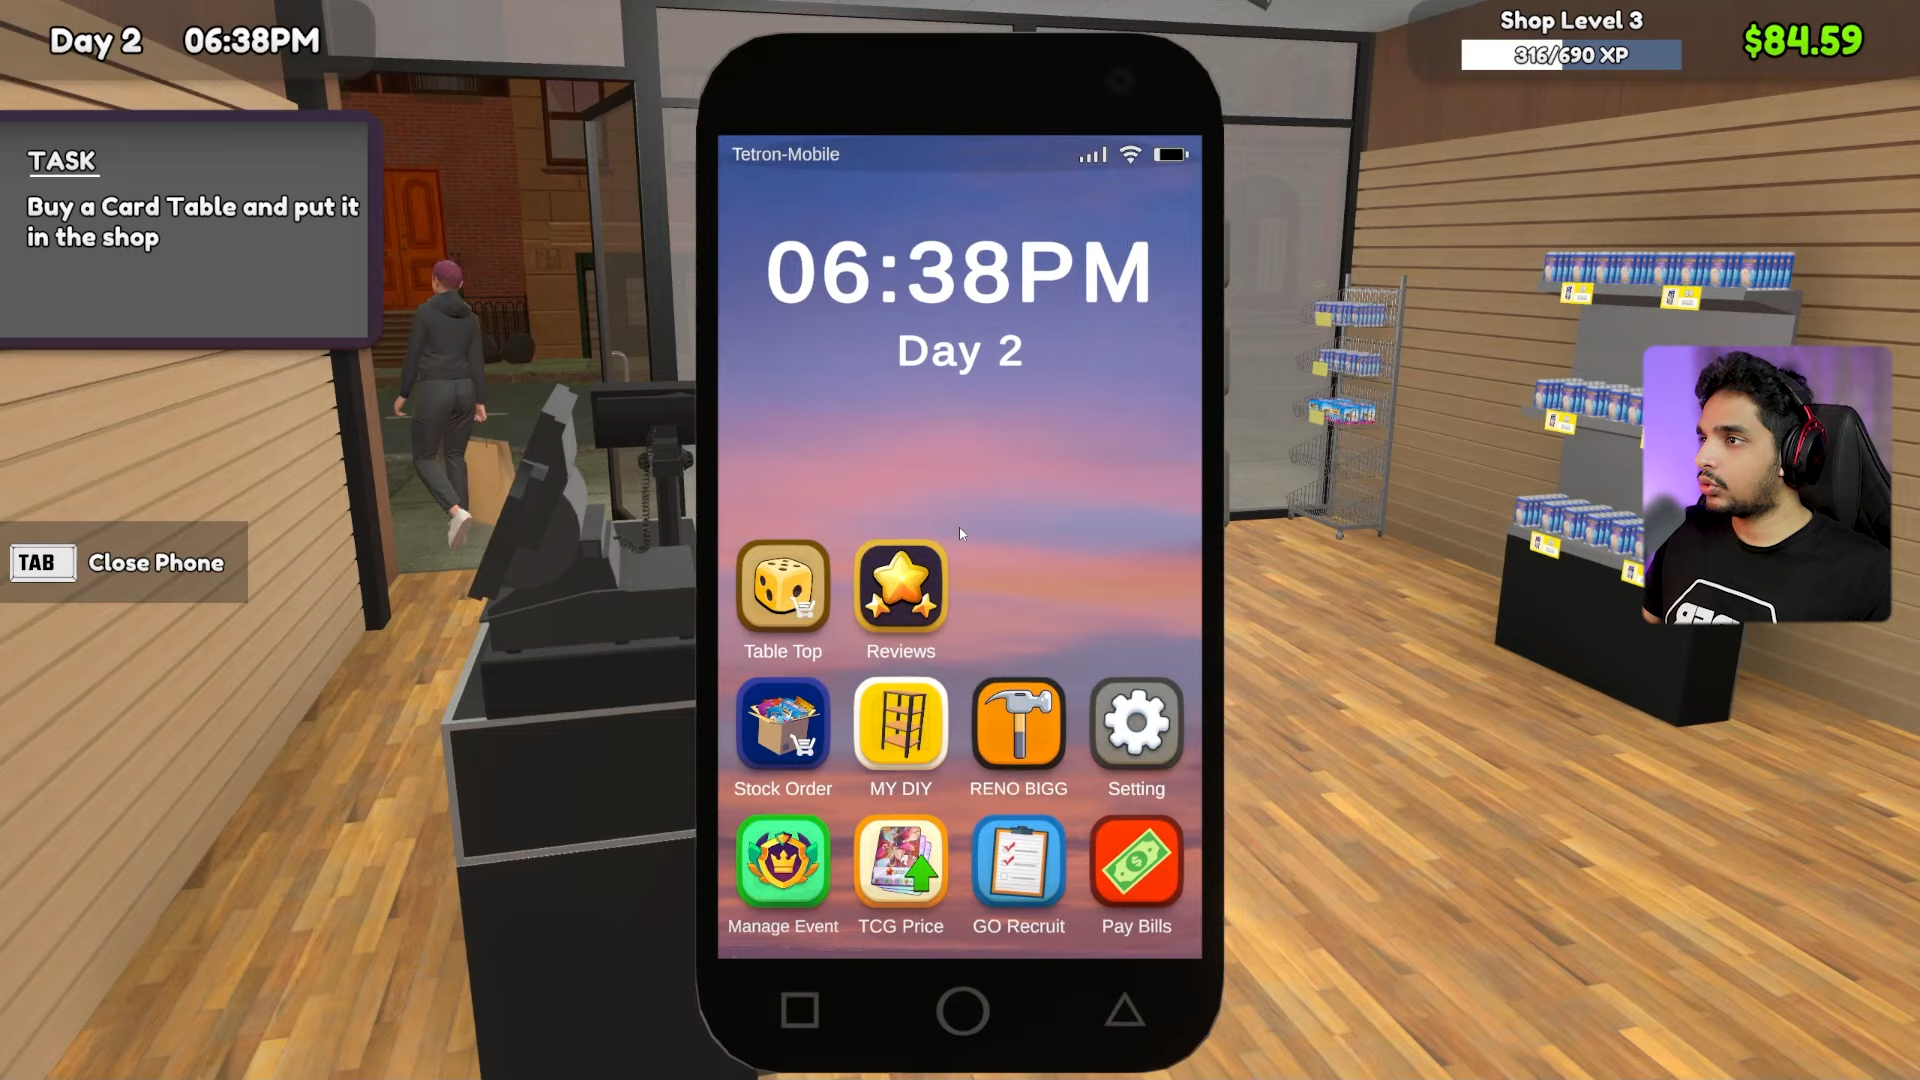 Day 2 06:38PM
Shop Level 3
316/690 XP
$84.59
TASK
Buy a Card Table and put it
in the shop
TAB Close Phone
Tetron-Mobile
06:38PM
Day 2
Table Top Reviews
Stock Order MY DIY RENO BIGG Setting
Manage Event TCG Price GO Recruit Pay Bills